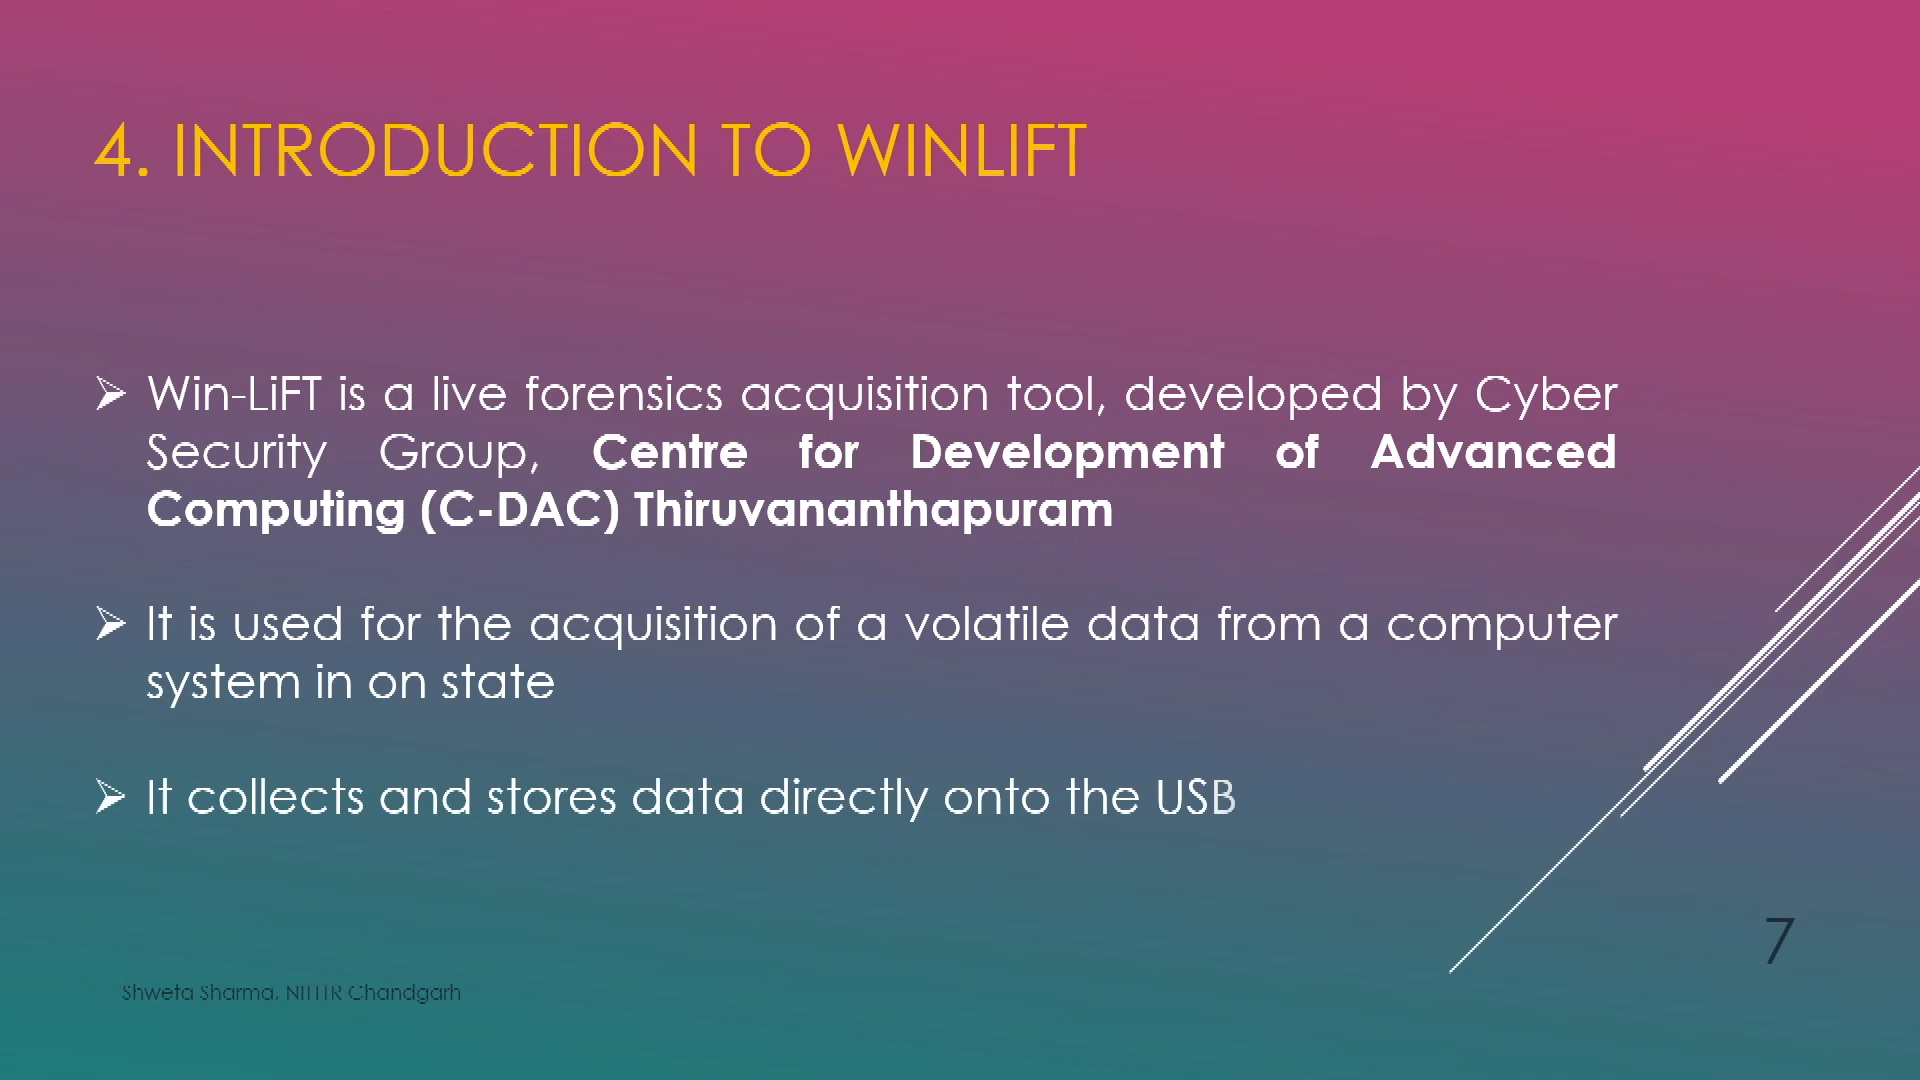 4. INTRODUCTION TO WINLIFT
➢ Win-LiFT is a live forensics acquisition tool, developed by Cyber
Security Group, Centre for Development of Advanced
Computing (C-DAC) Thiruvananthapuram
➢ It is used for the acquisition of a volatile data from a computer
system in on state
➢ It collects and stores data directly onto the USB
7
Shweta Sharma, NITTTR Chandgarh